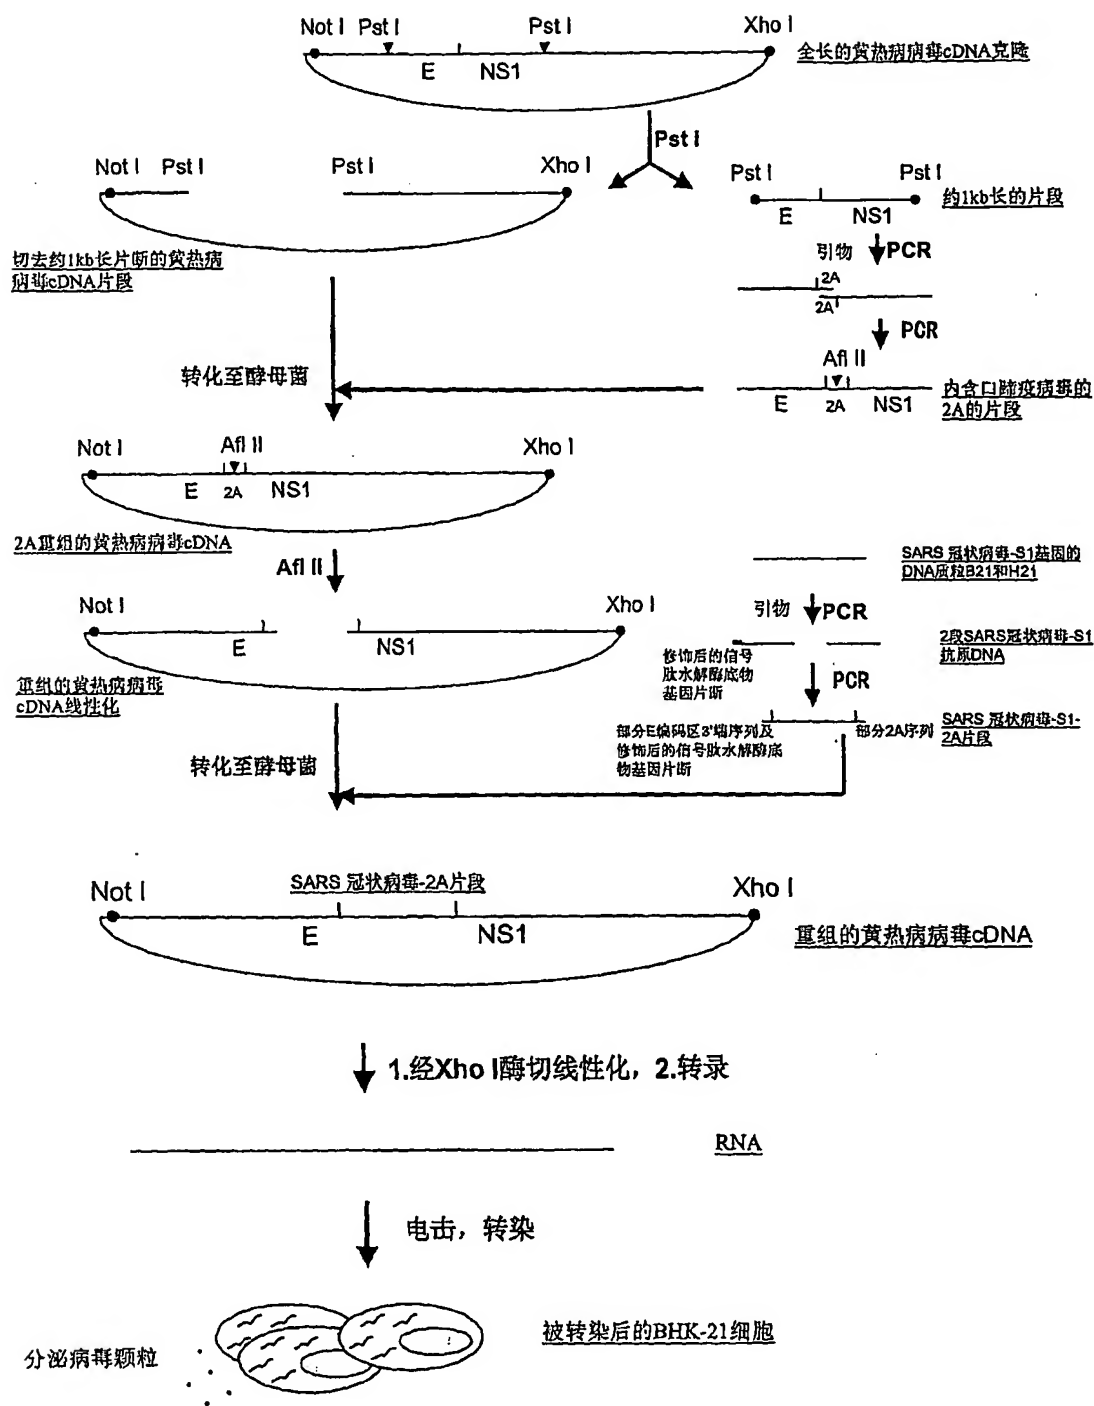 Not I Pst I Pst I Xho I
全长的黄热病病毒cDNA克隆
E NS1
Pst I
Not I Pst I Pst I Xho I
Pst I Pst I
约1kb长的片段
E NS1
切去约1kb长片断的黄热病
病毒cDNA片段
引物 PCR
2A
2A
PCR
Afl II
转化至酵母菌
E 2A NS1
内含口蹄疫病毒的
2A的片段
Not I Afl II Xho I
E 2A NS1
2A重组的黄热病病毒cDNA
Afl II
SARS 冠状病毒-S1基因的
DNA质粒B21和H21
Not I Xho I
引物 PCR
E NS1
2段SARS冠状病毒-S1
抗原DNA
修饰后的信号
肽水解酶底物
基因片断
PCR
重组的黄热病病毒
cDNA线性化
部分E编码区3'端序列及
修饰后的信号肽水解酶底
物基因片断
部分2A序列
SARS 冠状病毒-S1-
2A片段
转化至酵母菌
Not I SARS 冠状病毒-2A片段 Xho I
E NS1
重组的黄热病病毒cDNA
1.经Xho I酶切线性化，2.转录
RNA
电击，转染
被转染后的BHK-21细胞
分泌病毒颗粒